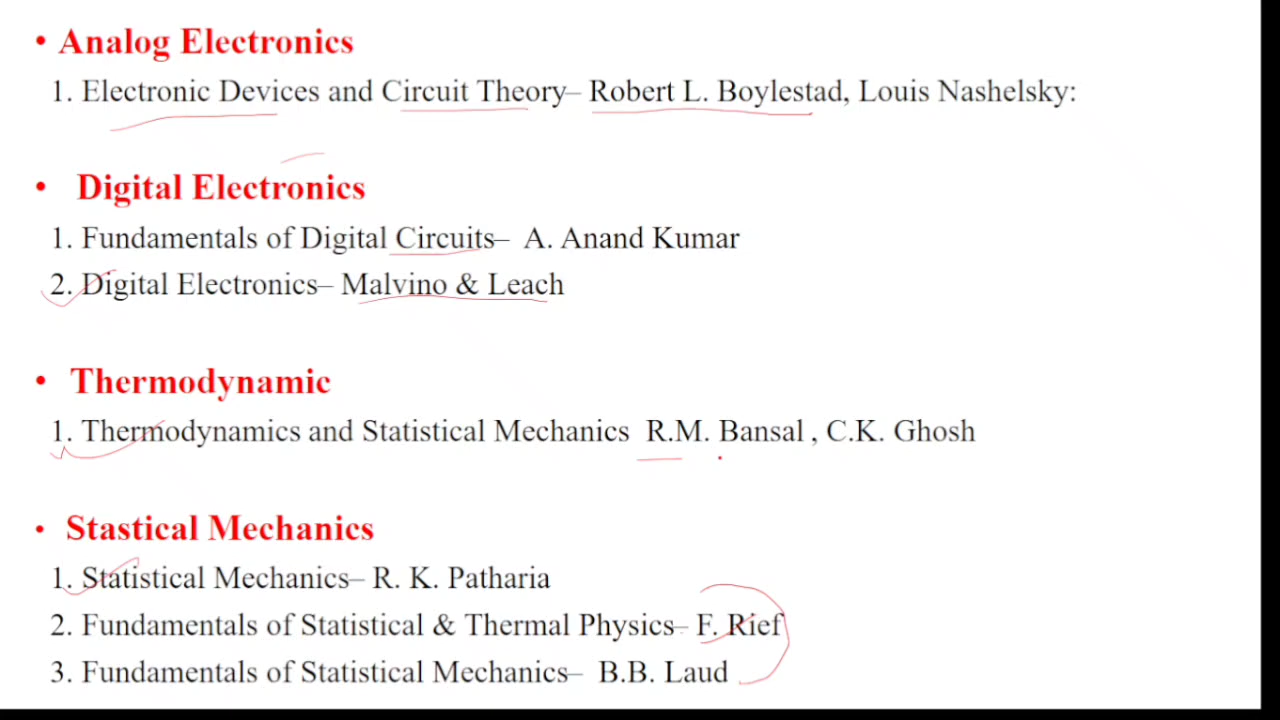 • Analog Electronics
1. Electronic Devices and Circuit Theory– Robert L. Boylestad, Louis Nashelsky:
• Digital Electronics
1. Fundamentals of Digital Circuits– A. Anand Kumar
2. Digital Electronics– Malvino & Leach
• Thermodynamic
1. Thermodynamics and Statistical Mechanics R.M. Bansal , C.K. Ghosh
• Stastical Mechanics
1. Statistical Mechanics– R. K. Patharia
2. Fundamentals of Statistical & Thermal Physics– F. Rief
3. Fundamentals of Statistical Mechanics– B.B. Laud